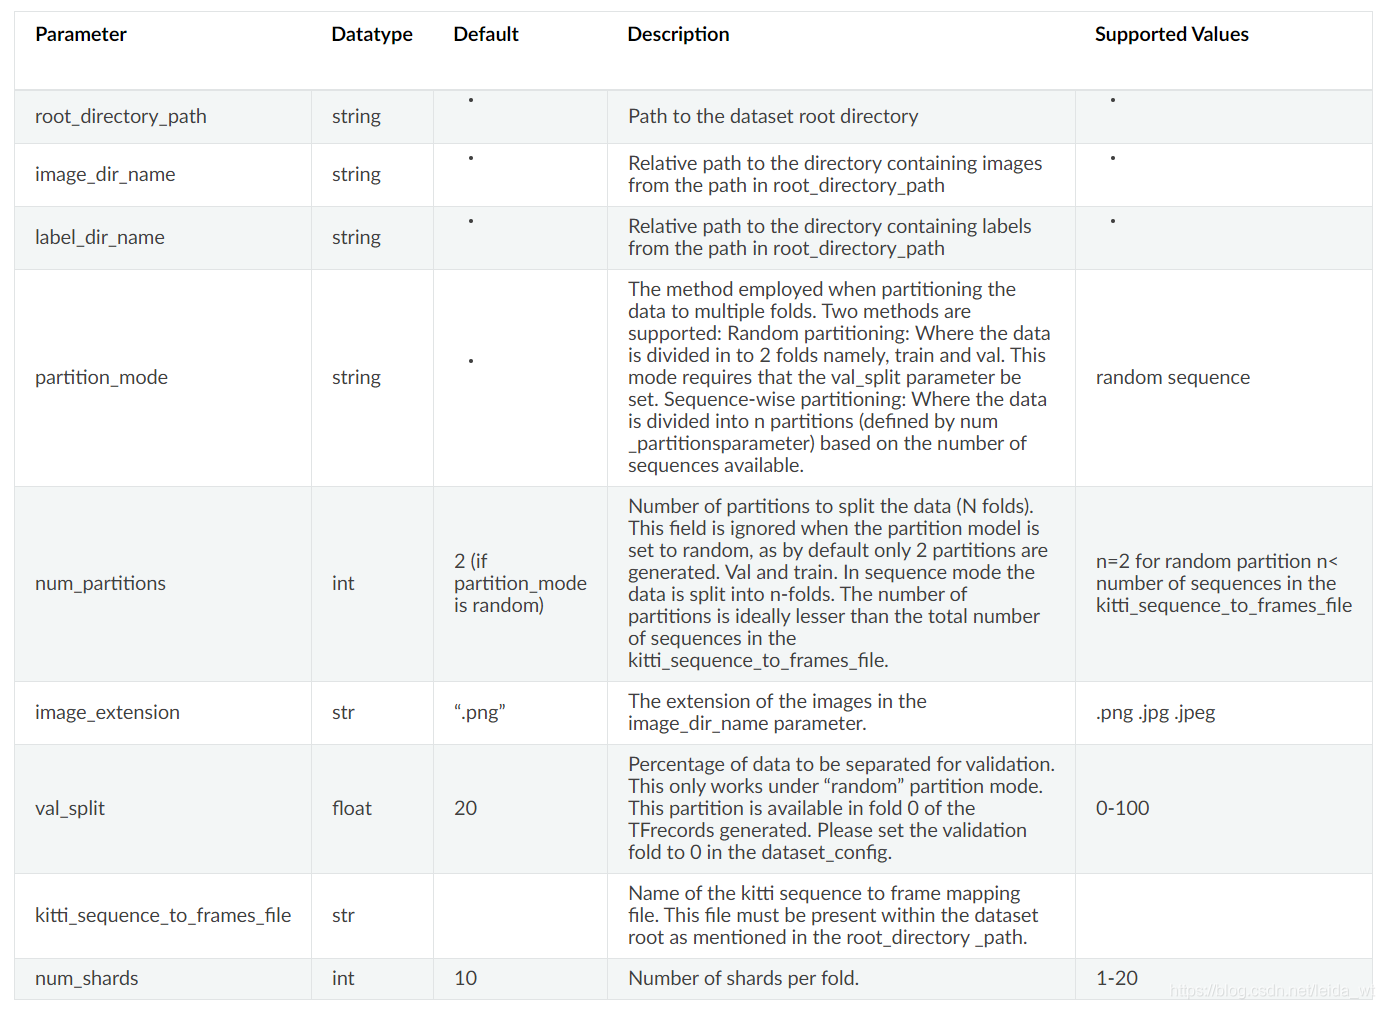 Parameter Datatype Default Description Supported Values
root_directory_path string • Path to the dataset root directory •
image_dir_name string • Relative path to the directory containing images
from the path in root_directory_path •
label_dir_name string • Relative path to the directory containing labels
from the path in root_directory_path •
partition_mode string • The method employed when partitioning the
data to multiple folds. Two methods are
supported: Random partitioning: Where the data
is divided in to 2 folds namely, train and val. This
mode requires that the val_split parameter be
set. Sequence-wise partitioning: Where the data
is divided into n partitions (defined by num
_partitionsparameter) based on the number of
sequences available.
random sequence
num_partitions int
2 (if
partition_mode
is random)
Number of partitions to split the data (N folds).
This field is ignored when the partition model is
set to random, as by default only 2 partitions are
generated. Val and train. In sequence mode the
data is split into n-folds. The number of
partitions is ideally lesser than the total number
of sequences in the
kitti_sequence_to_frames_file.
n=2 for random partition n<
number of sequences in the
kitti_sequence_to_frames_file
image_extension str “.png” The extension of the images in the
image_dir_name parameter.
.png .jpg .jpeg
val_split float 20 Percentage of data to be separated for validation.
This only works under “random” partition mode.
This partition is available in fold 0 of the
TFrecords generated. Please set the validation
fold to 0 in the dataset_config.
0-100
kitti_sequence_to_frames_file str Name of the kitti sequence to frame mapping
file. This file must be present within the dataset
root as mentioned in the root_directory _path.
num_shards int 10 Number of shards per fold. 1-20
https://blog.csdn.net/leida_wt